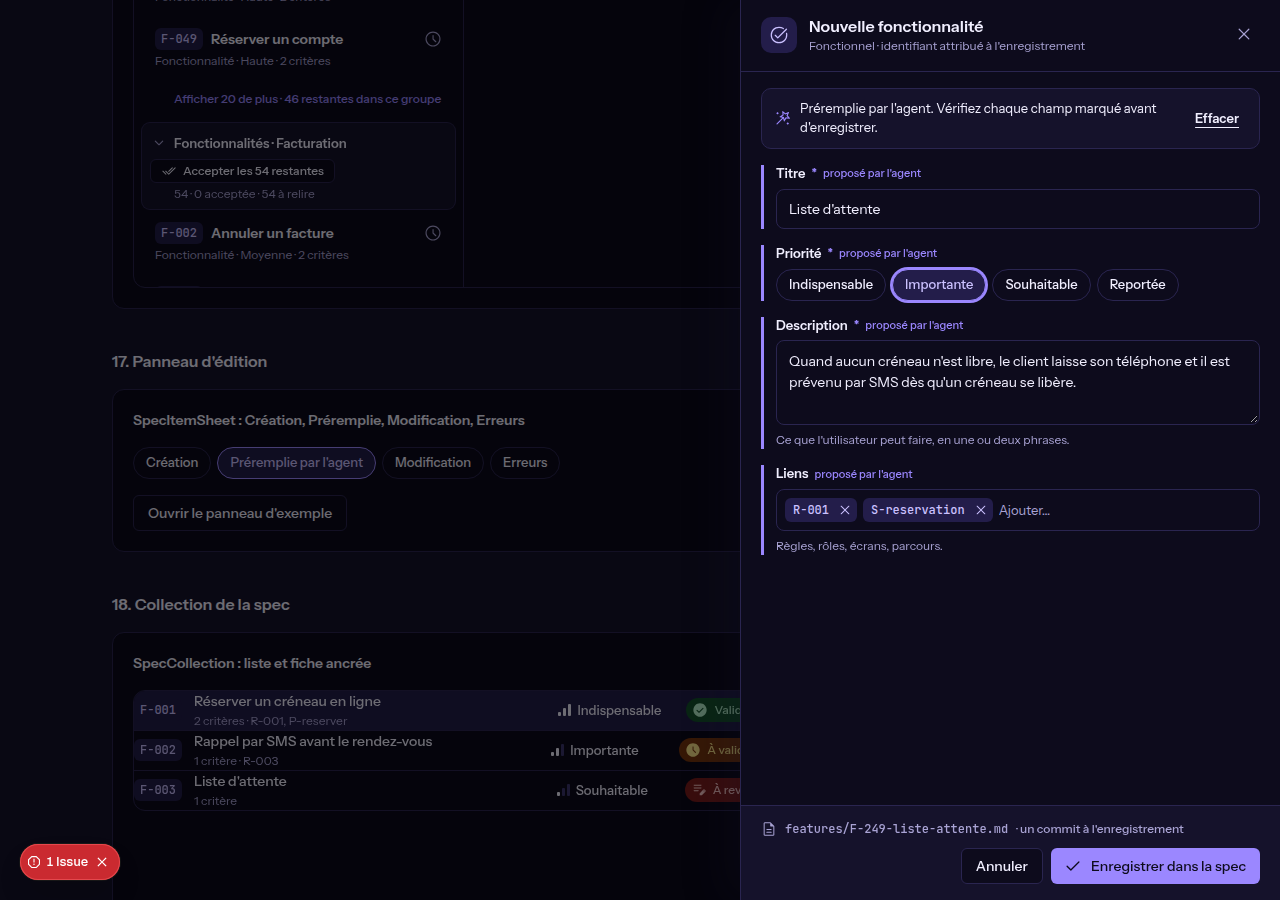 F-049 Réserver un compte
Fonctionnalité · Haute · 2 critères
Afficher 20 de plus · 46 restantes dans ce groupe
Fonctionnalités · Facturation
Accepter les 54 restantes
54 · 0 acceptée · 54 à relire
F-002 Annuler un facture
Fonctionnalité · Moyenne · 2 critères
17. Panneau d'édition
SpecItemSheet : Création, Préremplie, Modification, Erreurs
Création Préremplie par l'agent Modification Erreurs
Ouvrir le panneau d'exemple
18. Collection de la spec
SpecCollection : liste et fiche ancrée
F-001 Réserver un créneau en ligne Indispensable
2 critères · R-001, P-reserver
F-002 Rappel par SMS avant le rendez-vous Importante
1 critère · R-003
F-003 Liste d'attente Souhaitable
1 critère
1 Issue
Nouvelle fonctionnalité
Fonctionnel · identifiant attribué à l'enregistrement
Préremplie par l'agent. Vérifiez chaque champ marqué avant
d'enregistrer.
Effacer
Titre * proposé par l'agent
Liste d'attente
Priorité * proposé par l'agent
Indispensable Importante Souhaitable Reportée
Description * proposé par l'agent
Quand aucun créneau n'est libre, le client laisse son téléphone et il est
prévenu par SMS dès qu'un créneau se libère.
Ce que l'utilisateur peut faire, en une ou deux phrases.
Liens proposé par l'agent
R-001 S-reservation Ajouter...
Règles, rôles, écrans, parcours.
features/F-249-liste-attente.md · un commit à l'enregistrement
Annuler Enregistrer dans la spec